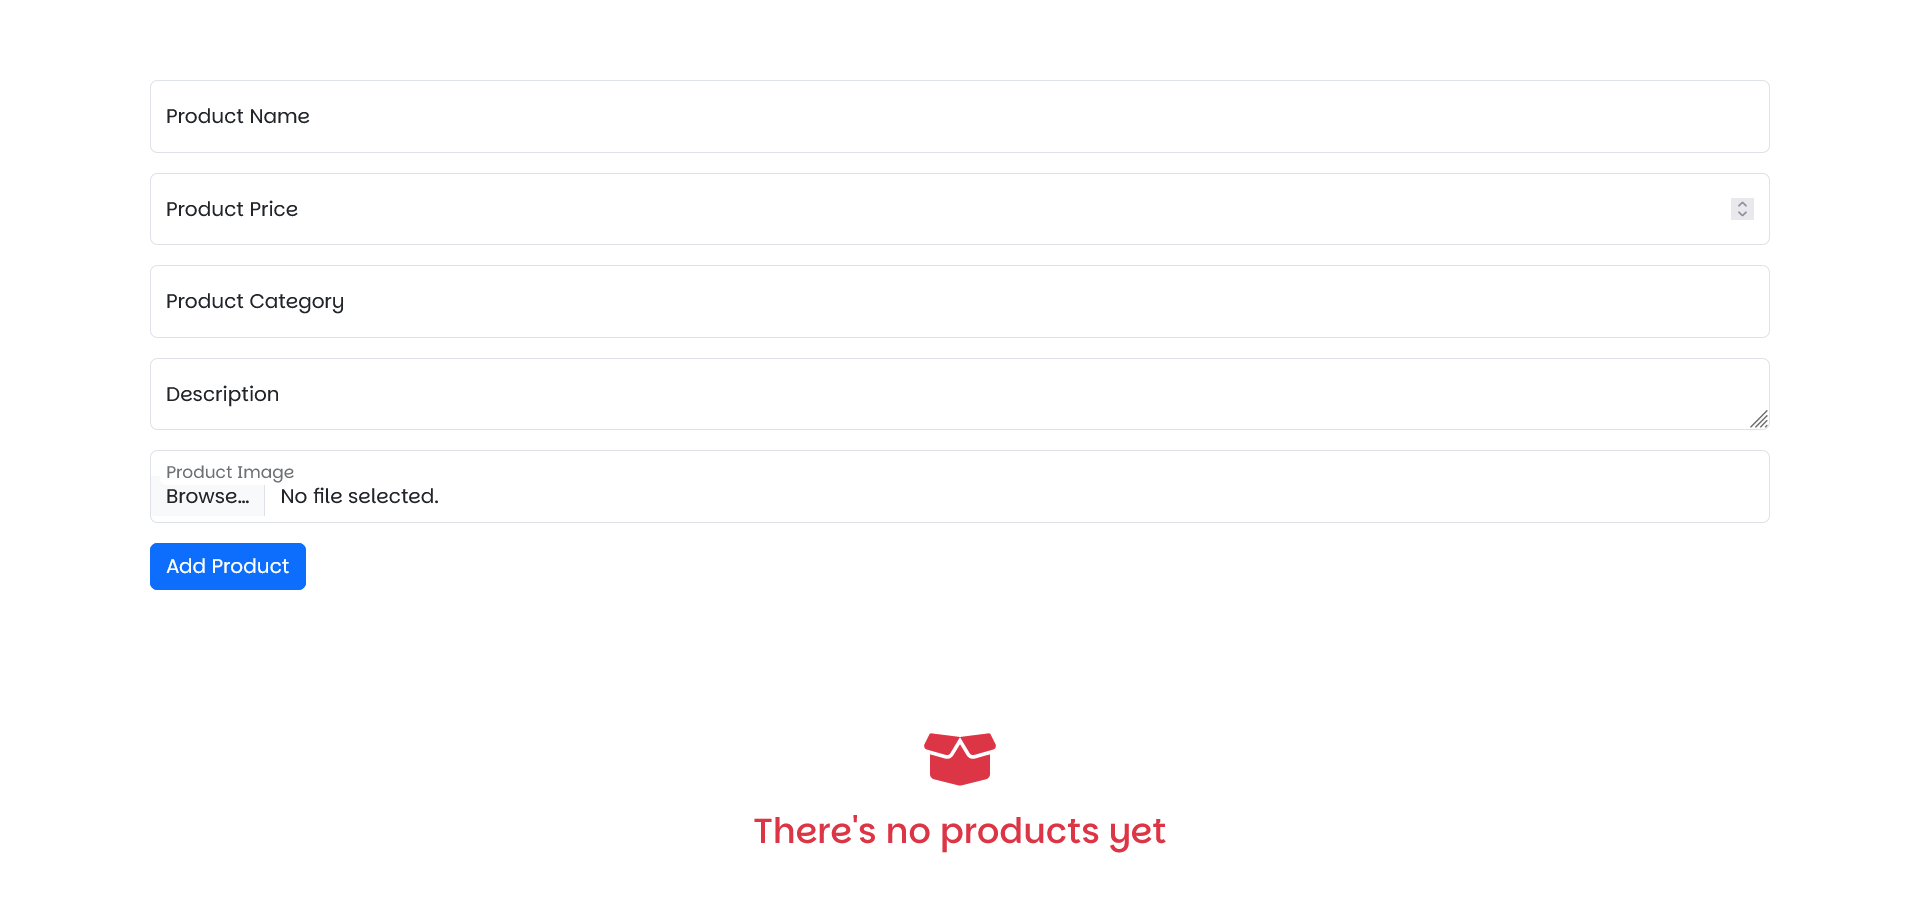 Product Name
Product Price
Product Category
Description
Product Image
Browse... No file selected.
Add Product
There's no products yet